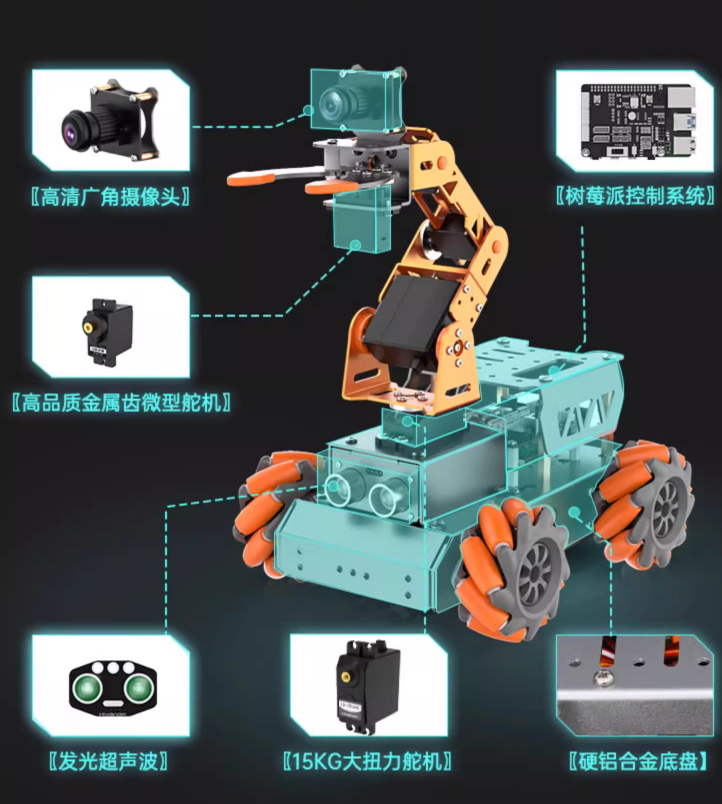 〖高清广角摄像头〗
〖树莓派控制系统〗
〖高品质金属齿微型舵机〗
〖发光超声波〗
〖15KG大扭力舵机〗
〖硬铝合金底盘〗